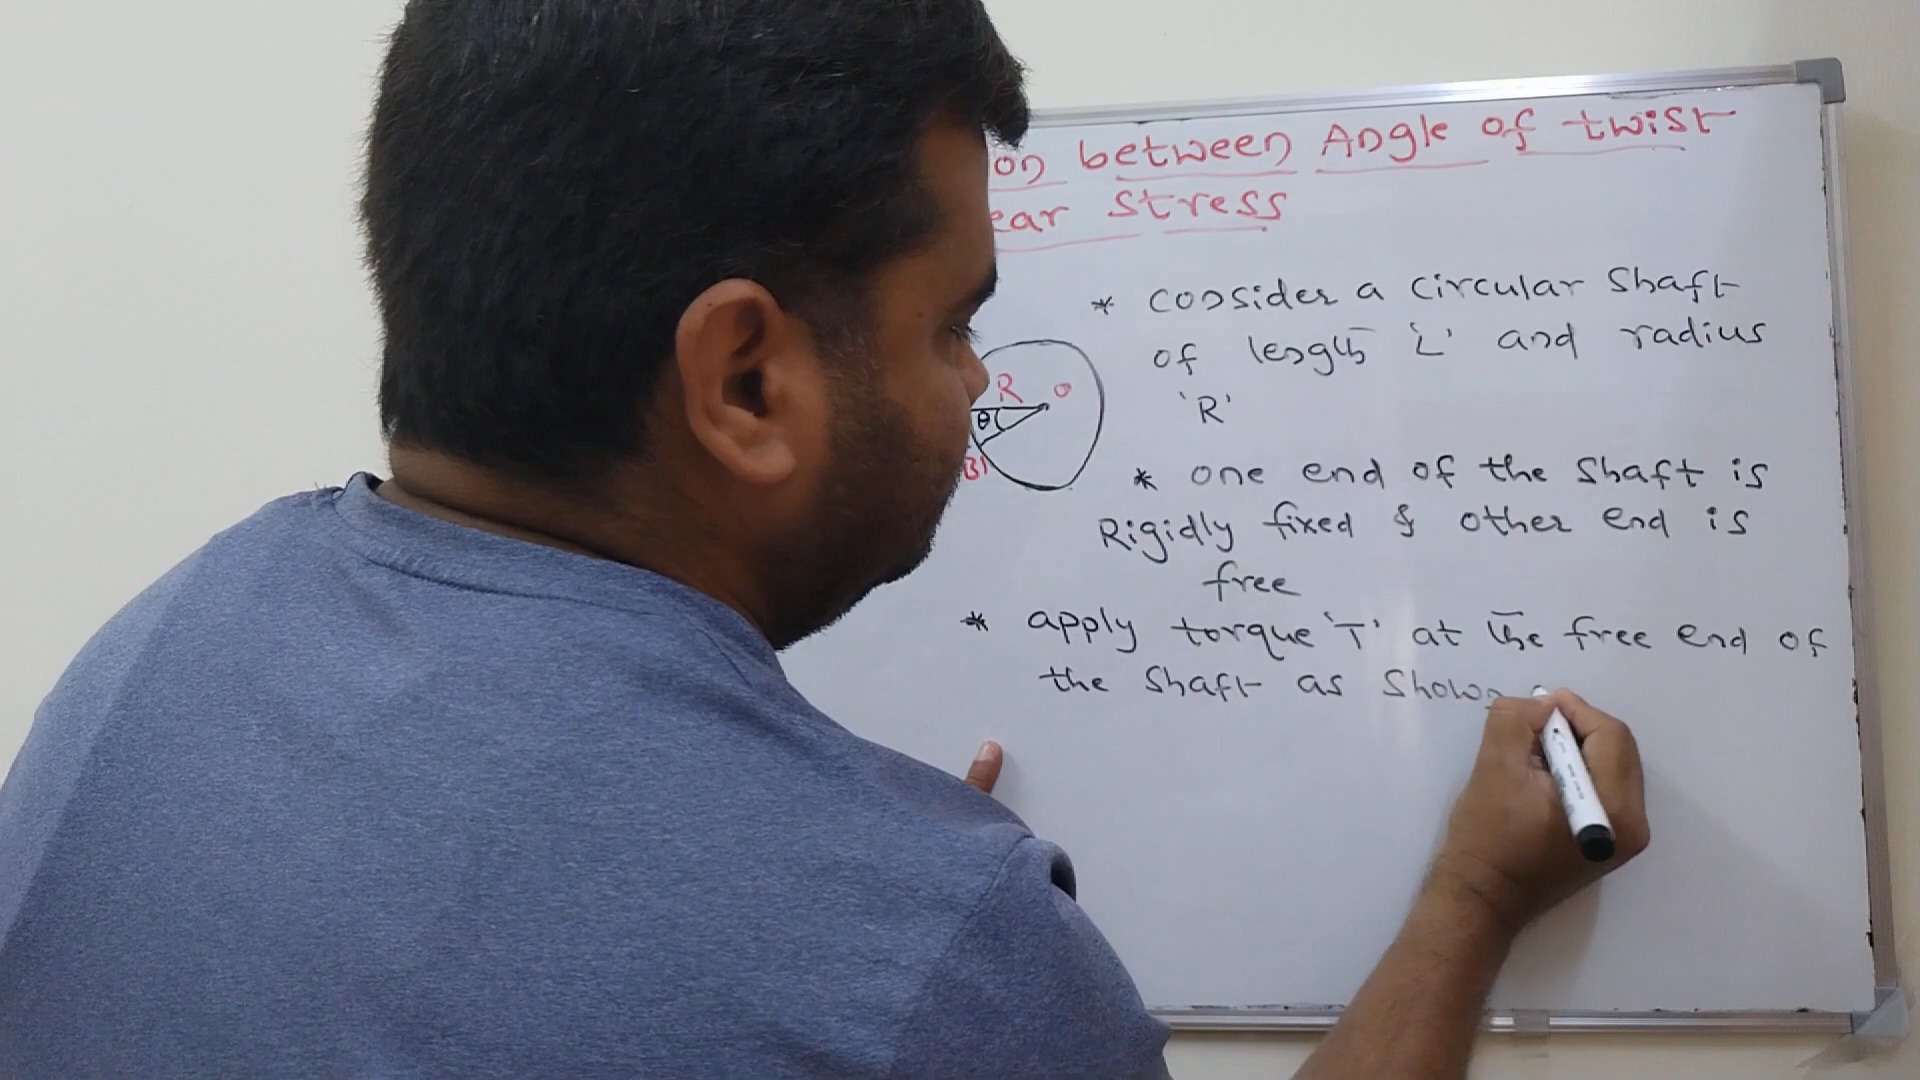 on between Angle of twist
ear stress
* consider a circular shaft
of length 'L' and radius
'R'
R o
θ
B'
* one end of the shaft is
Rigidly fixed & other end is
free
* apply torque 'T' at the free end of
the shaft as shown